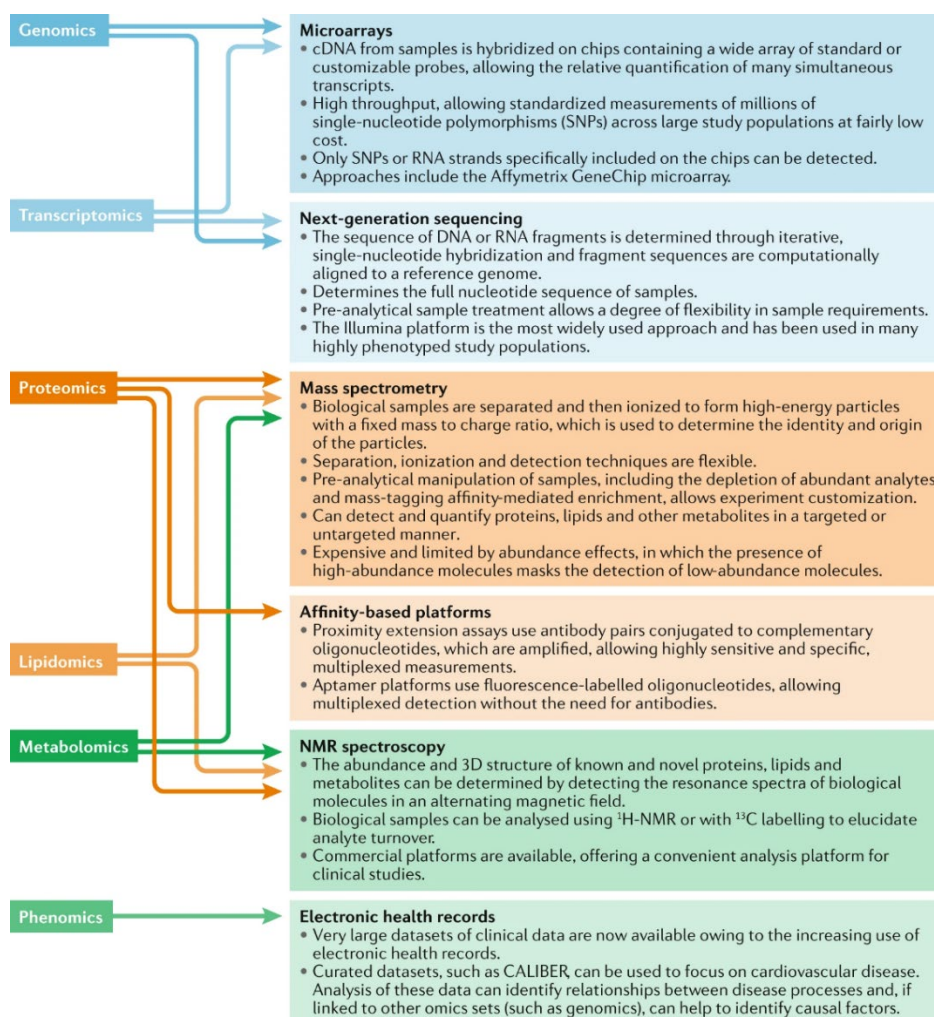 Genomics
Microarrays
• cDNA from samples is hybridized on chips containing a wide array of standard or
customizable probes, allowing the relative quantification of many simultaneous
transcripts.
• High throughput, allowing standardized measurements of millions of
single-nucleotide polymorphisms (SNPs) across large study populations at fairly low
cost.
• Only SNPs or RNA strands specifically included on the chips can be detected.
• Approaches include the Affymetrix GeneChip microarray.
Transcriptomics
Next-generation sequencing
• The sequence of DNA or RNA fragments is determined through iterative,
single-nucleotide hybridization and fragment sequences are computationally
aligned to a reference genome.
• Determines the full nucleotide sequence of samples.
• Pre-analytical sample treatment allows a degree of flexibility in sample requirements.
• The Illumina platform is the most widely used approach and has been used in many
highly phenotyped study populations.
Proteomics
Mass spectrometry
• Biological samples are separated and then ionized to form high-energy particles
with a fixed mass to charge ratio, which is used to determine the identity and origin
of the particles.
• Separation, ionization and detection techniques are flexible.
• Pre-analytical manipulation of samples, including the depletion of abundant analytes
and mass-tagging affinity-mediated enrichment, allows experiment customization.
• Can detect and quantify proteins, lipids and other metabolites in a targeted or
untargeted manner.
• Expensive and limited by abundance effects, in which the presence of
high-abundance molecules masks the detection of low-abundance molecules.
Affinity-based platforms
• Proximity extension assays use antibody pairs conjugated to complementary
oligonucleotides, which are amplified, allowing highly sensitive and specific,
multiplexed measurements.
• Aptamer platforms use fluorescence-labelled oligonucleotides, allowing
multiplexed detection without the need for antibodies.
Lipidomics
Metabolomics
NMR spectroscopy
• The abundance and 3D structure of known and novel proteins, lipids and
metabolites can be determined by detecting the resonance spectra of biological
molecules in an alternating magnetic field.
• Biological samples can be analysed using ¹H-NMR or with ¹³C labelling to elucidate
analyte turnover.
• Commercial platforms are available, offering a convenient analysis platform for
clinical studies.
Phenomics
Electronic health records
• Very large datasets of clinical data are now available owing to the increasing use of
electronic health records.
• Curated datasets, such as CALIBER, can be used to focus on cardiovascular disease.
Analysis of these data can identify relationships between disease processes and, if
linked to other omics sets (such as genomics), can help to identify causal factors.